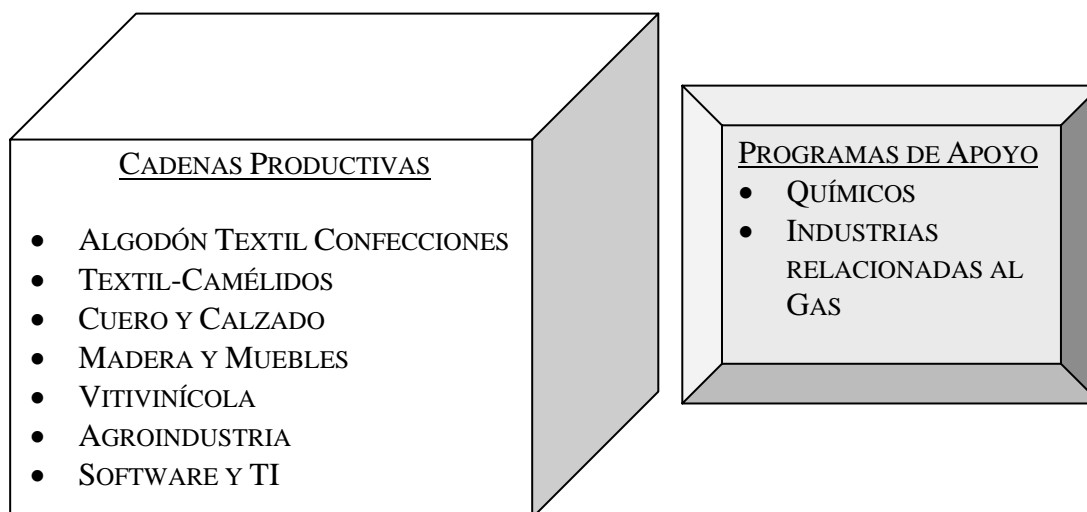 CADENAS PRODUCTIVAS
• ALGODÓN TEXTIL CONFECCIONES
• TEXTIL-CAMÉLIDOS
• CUERO Y CALZADO
• MADERA Y MUEBLES
• VITIVINÍCOLA
• AGROINDUSTRIA
• SOFTWARE Y TI
PROGRAMAS DE APOYO
• QUÍMICOS
• INDUSTRIAS
RELACIONADAS AL
GAS